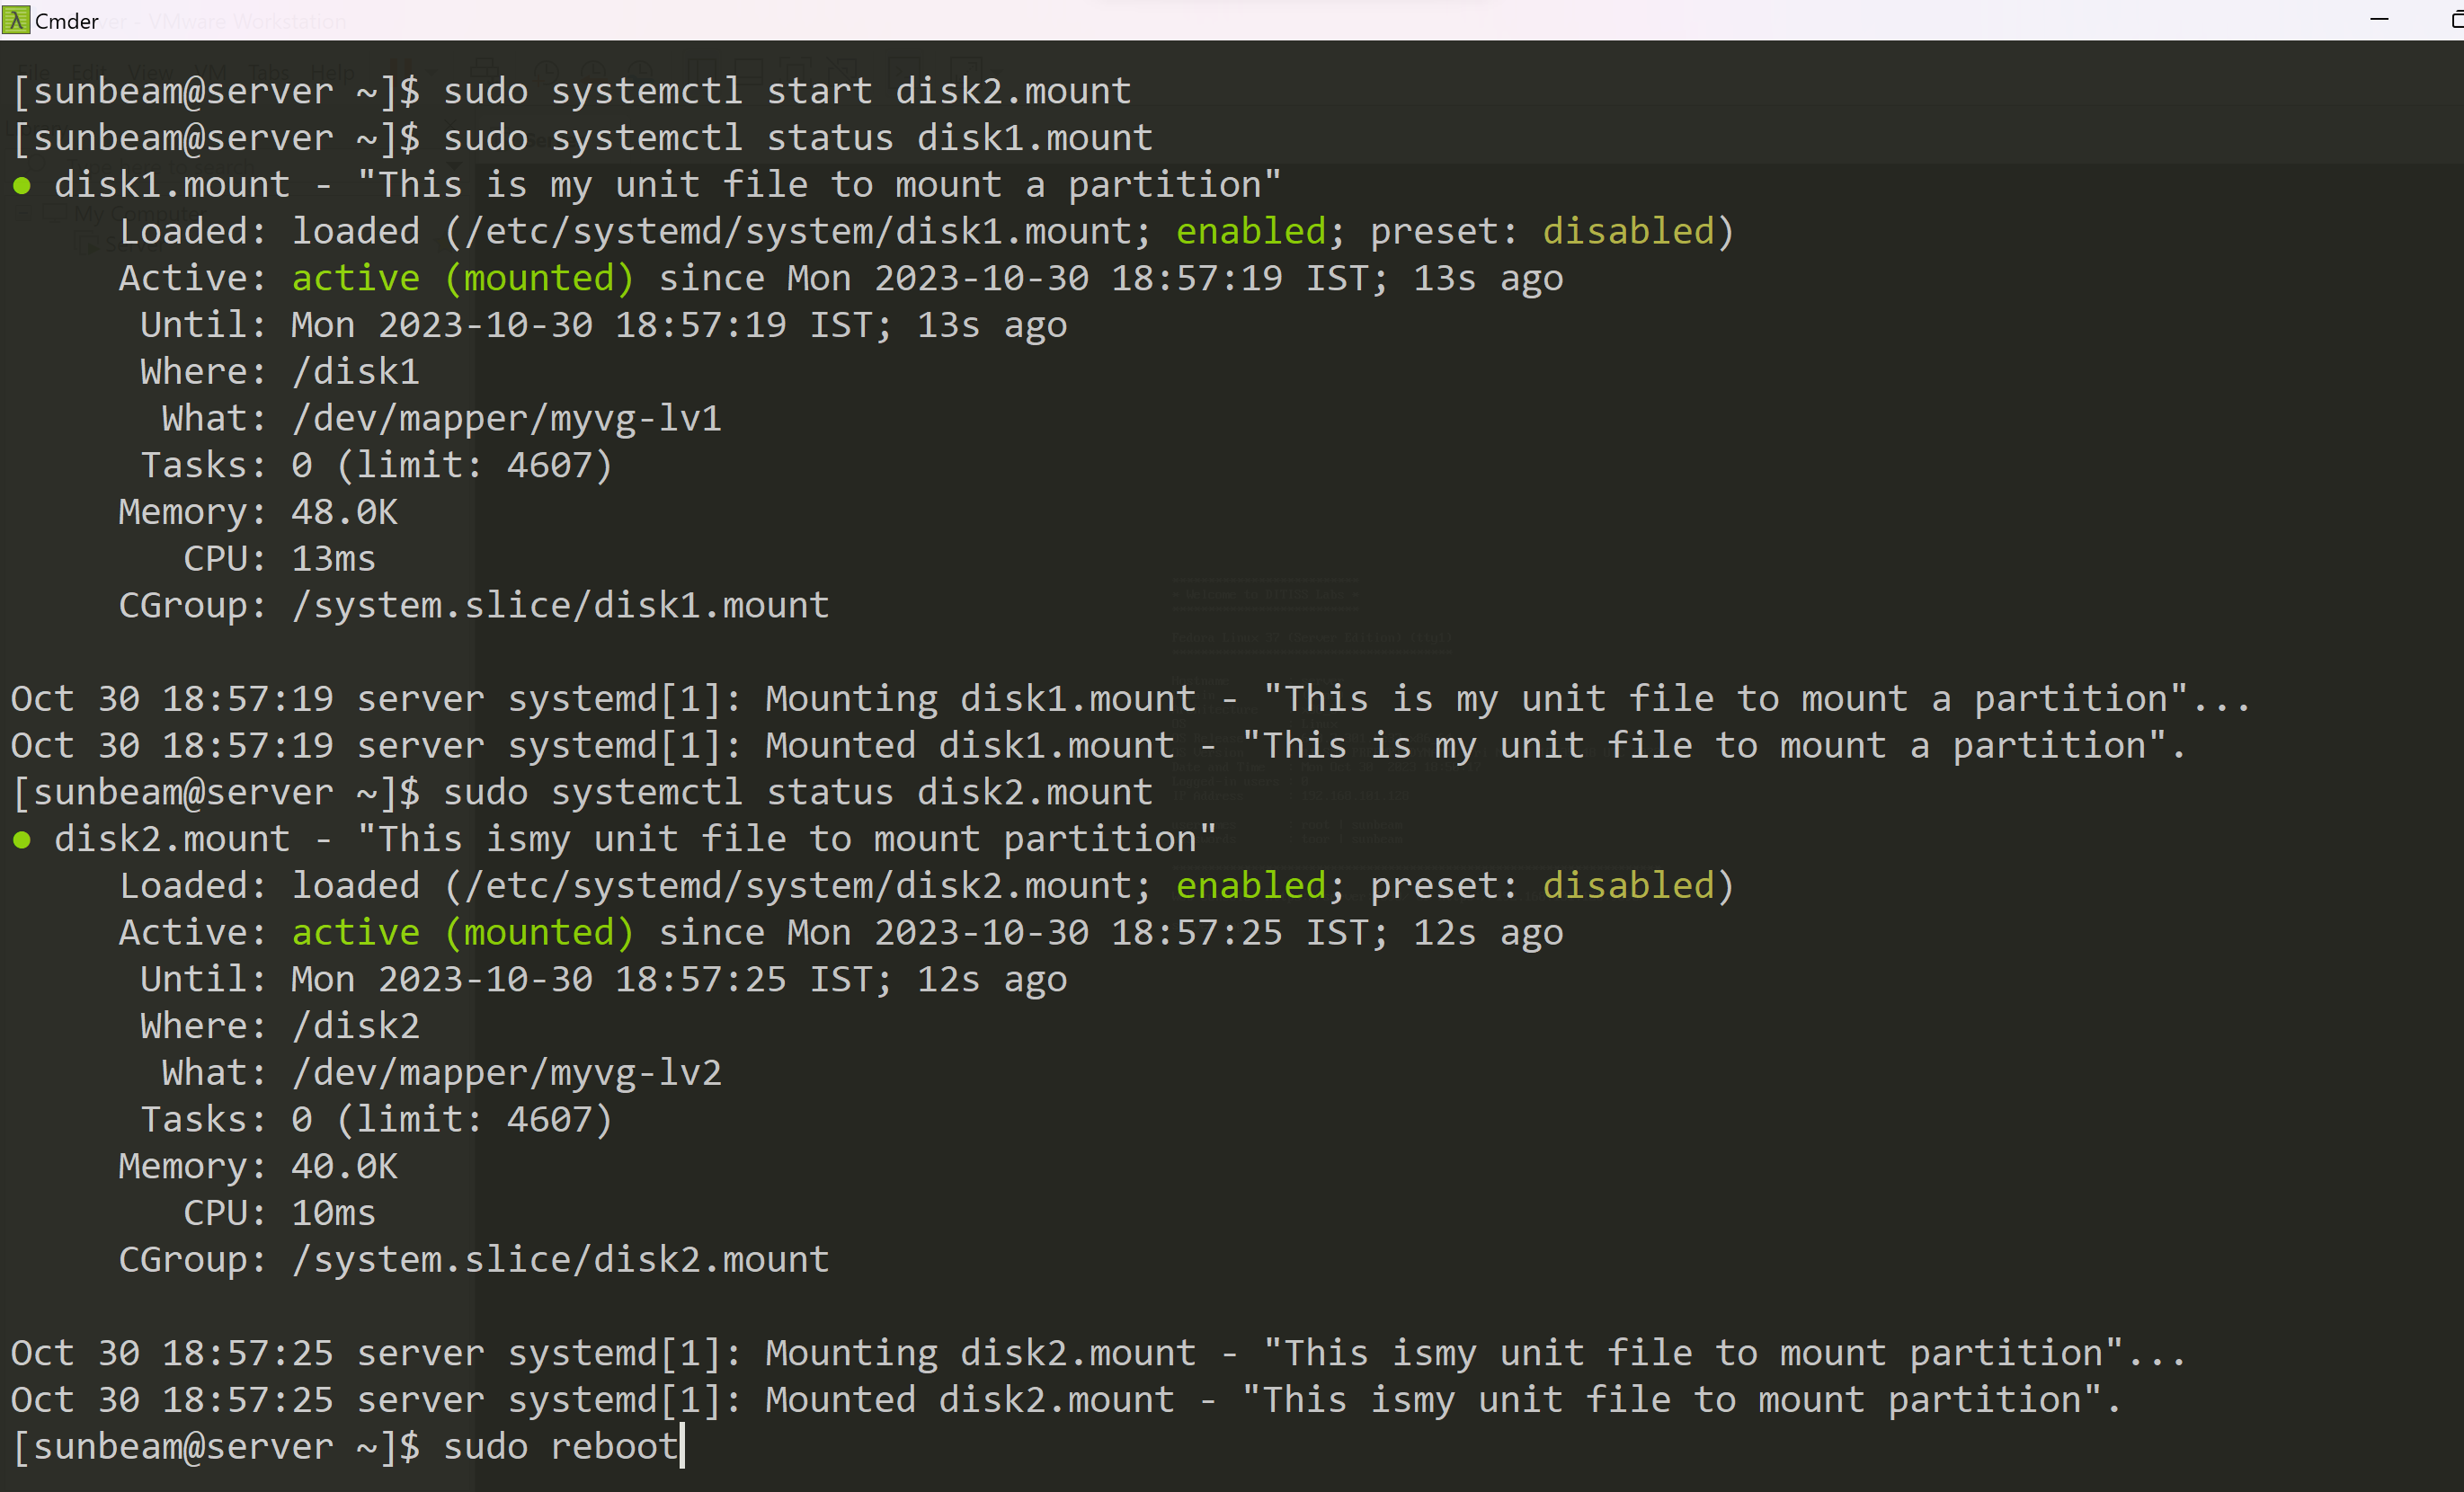 Cmder
[sunbeam@server ~]$ sudo systemctl start disk2.mount
[sunbeam@server ~]$ sudo systemctl status disk1.mount
● disk1.mount - "This is my unit file to mount a partition"
Loaded: loaded (/etc/systemd/system/disk1.mount; enabled; preset: disabled)
Active: active (mounted) since Mon 2023-10-30 18:57:19 IST; 13s ago
Until: Mon 2023-10-30 18:57:19 IST; 13s ago
Where: /disk1
What: /dev/mapper/myvg-lv1
Tasks: 0 (limit: 4607)
Memory: 48.0K
CPU: 13ms
CGroup: /system.slice/disk1.mount
Oct 30 18:57:19 server systemd[1]: Mounting disk1.mount - "This is my unit file to mount a partition"...
Oct 30 18:57:19 server systemd[1]: Mounted disk1.mount - "This is my unit file to mount a partition".
[sunbeam@server ~]$ sudo systemctl status disk2.mount
● disk2.mount - "This ismy unit file to mount partition"
Loaded: loaded (/etc/systemd/system/disk2.mount; enabled; preset: disabled)
Active: active (mounted) since Mon 2023-10-30 18:57:25 IST; 12s ago
Until: Mon 2023-10-30 18:57:25 IST; 12s ago
Where: /disk2
What: /dev/mapper/myvg-lv2
Tasks: 0 (limit: 4607)
Memory: 40.0K
CPU: 10ms
CGroup: /system.slice/disk2.mount
Oct 30 18:57:25 server systemd[1]: Mounting disk2.mount - "This ismy unit file to mount partition"...
Oct 30 18:57:25 server systemd[1]: Mounted disk2.mount - "This ismy unit file to mount partition".
[sunbeam@server ~]$ sudo reboot